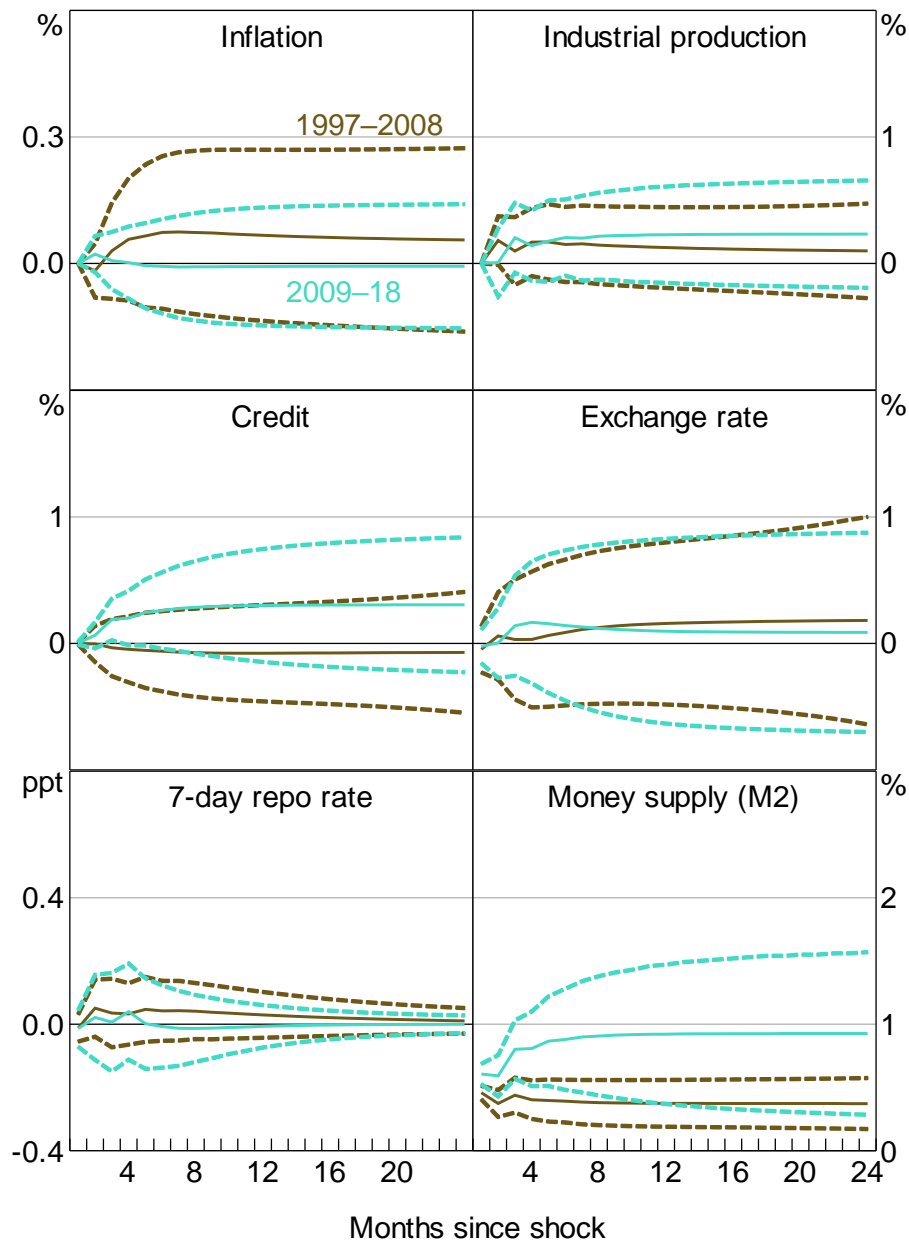 % Inflation Industrial production %
1997–2008
0.3 1
0.0 0
2009–18
% Credit Exchange rate %
1 1
0 0
ppt 7-day repo rate Money supply (M2) %
0.4 2
0.0 1
-0.4 0
4 8 12 16 20 4 8 12 16 20 24
Months since shock